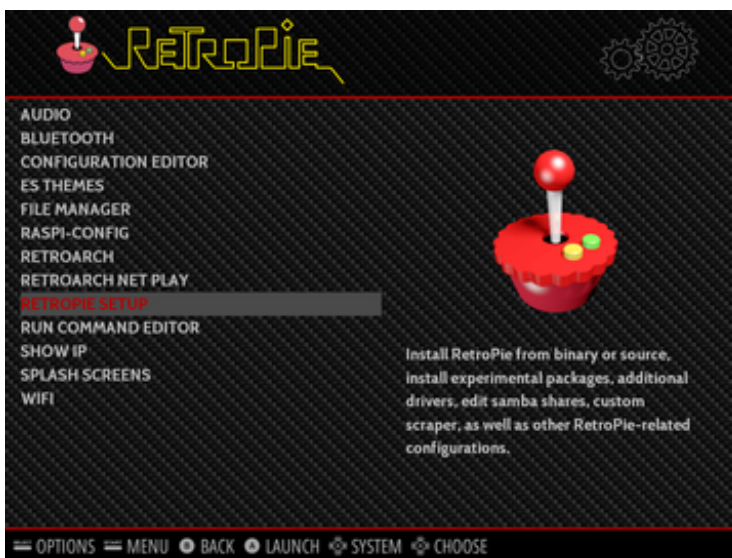 RETROPIE
AUDIO
BLUETOOTH
CONFIGURATION EDITOR
ES THEMES
FILE MANAGER
RASPI-CONFIG
RETROARCH
RETROARCH NET PLAY
RETROPIE SETUP
RUN COMMAND EDITOR
SHOW IP
SPLASH SCREENS
WIFI
Install RetroPie from binary or source,
install experimental packages, additional
drivers, edit samba shares, custom
scraper, as well as other RetroPie-related
configurations.
OPTIONS MENU BACK LAUNCH SYSTEM CHOOSE